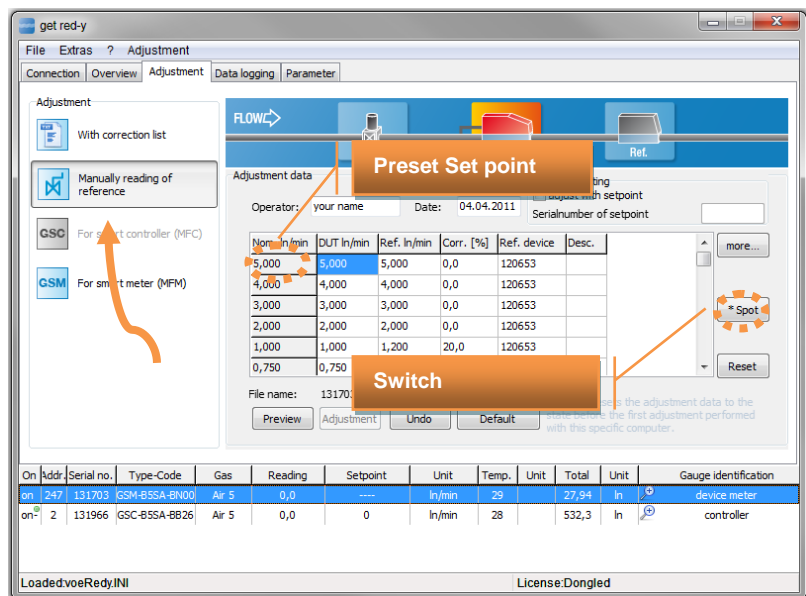 get red-y
File Extras ? Adjustment
Connection Overview Adjustment Data logging Parameter
Adjustment
With correction list
Manually reading of
reference
GSC For smart controller (MFC)
GSM For smart meter (MFM)
FLOW
Ref.
Preset Set point
Adjustment data
with setpoint
Operator: your name Date: 04.04.2011
Serialnumber of setpoint
Nom. ln/min DUT ln/min Ref. ln/min Corr. [%] Ref. device Desc.
5,000 5,000 5,000 0,0 120653
4,000 4,000 4,000 0,0 120653
3,000 3,000 3,000 0,0 120653
2,000 2,000 2,000 0,0 120653
1,000 1,000 1,200 20,0 120653
0,750 0,750
more...
* Spot
Reset
Switch
File name: 131703
Preview Adjustment Undo Default
the adjustment data to the
state before the first adjustment performed
with this specific computer.
On Addr. Serial no. Type-Code Gas Reading Setpoint Unit Temp. Unit Total Unit Gauge identification
on 247 131703 GSM-B5SA-BN00 Air 5 0,0 ---- ln/min 29 27,94 ln device meter
on- 2 131966 GSC-B5SA-BB26 Air 5 0,0 0 ln/min 28 532,3 ln controller
Loaded:voeRedy.INI License:Dongled